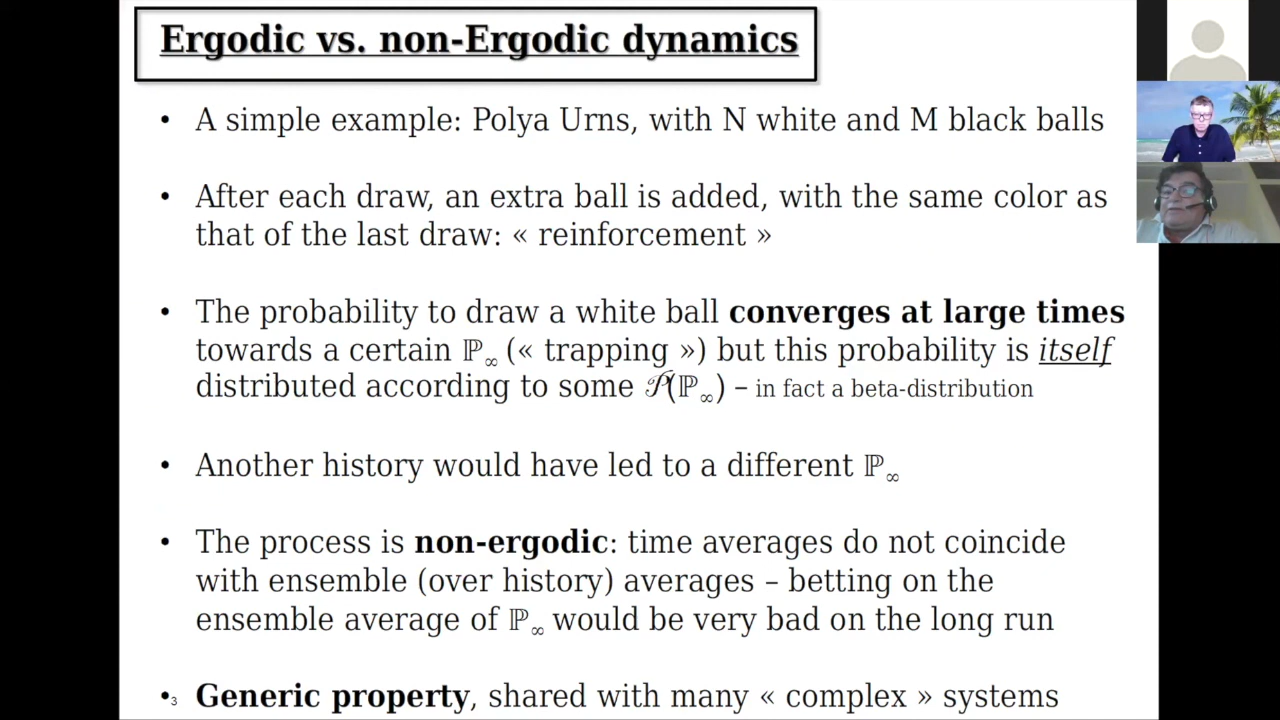 Ergodic vs. non-Ergodic dynamics
• A simple example: Polya Urns, with N white and M black balls
• After each draw, an extra ball is added, with the same color as
that of the last draw: « reinforcement »
• The probability to draw a white ball converges at large times
towards a certain ℙ∞ (« trapping ») but this probability is itself
distributed according to some 𝒫(ℙ∞) – in fact a beta-distribution
• Another history would have led to a different ℙ∞
• The process is non-ergodic: time averages do not coincide
with ensemble (over history) averages – betting on the
ensemble average of ℙ∞ would be very bad on the long run
• 3 Generic property, shared with many « complex » systems